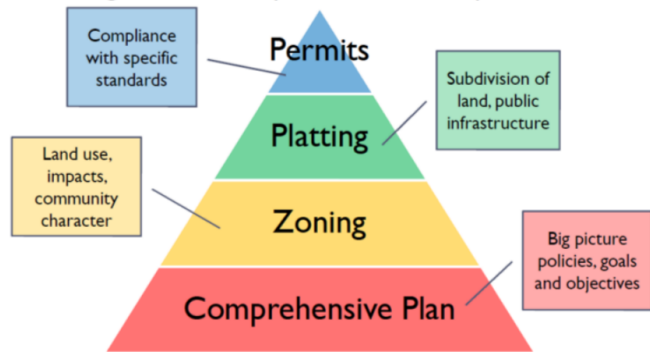 Permits
Compliance
with specific
standards
Platting
Subdivision of
land, public
infrastructure
Zoning
Land use,
impacts,
community
character
Comprehensive Plan
Big picture
policies, goals
and objectives